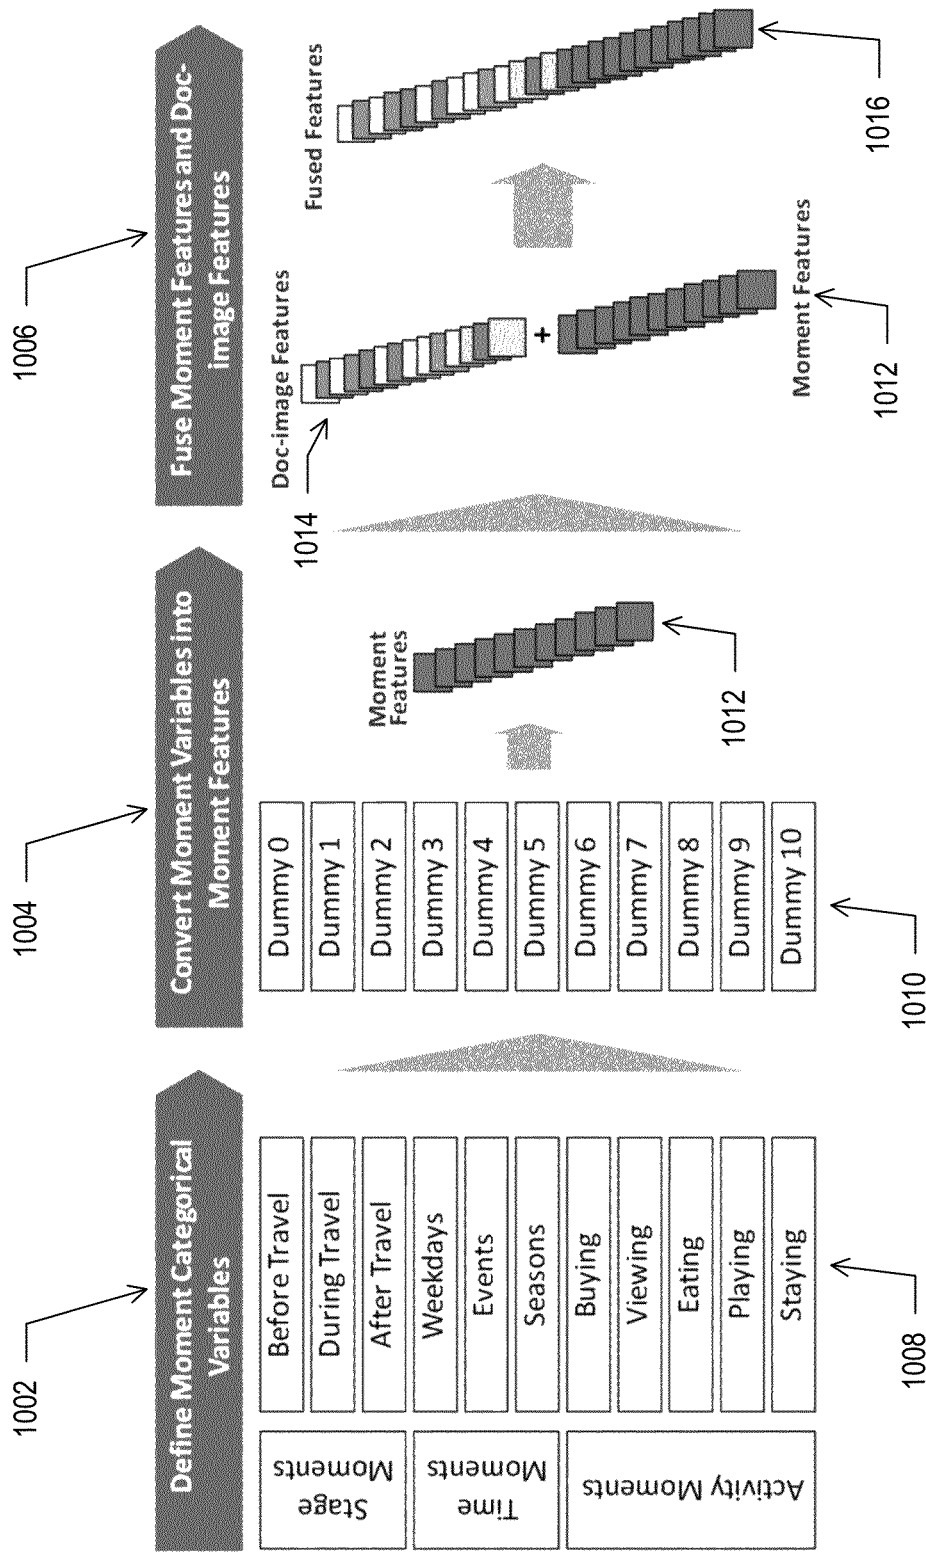 1002
1004
1006
Define Moment Categorical
Variables
Convert Moment Variables into
Moment Features
Fuse Moment Features and Doc-
image Features
Stage
Moments
Time
Moments
Activity Moments
Before Travel
During Travel
After Travel
Weekdays
Events
Seasons
Buying
Viewing
Eating
Playing
Staying
1008
Dummy 0
Dummy 1
Dummy 2
Dummy 3
Dummy 4
Dummy 5
Dummy 6
Dummy 7
Dummy 8
Dummy 9
Dummy 10
1010
Moment
Features
1012
Doc-image Features
1014
+
Moment Features
1012
Fused Features
1016